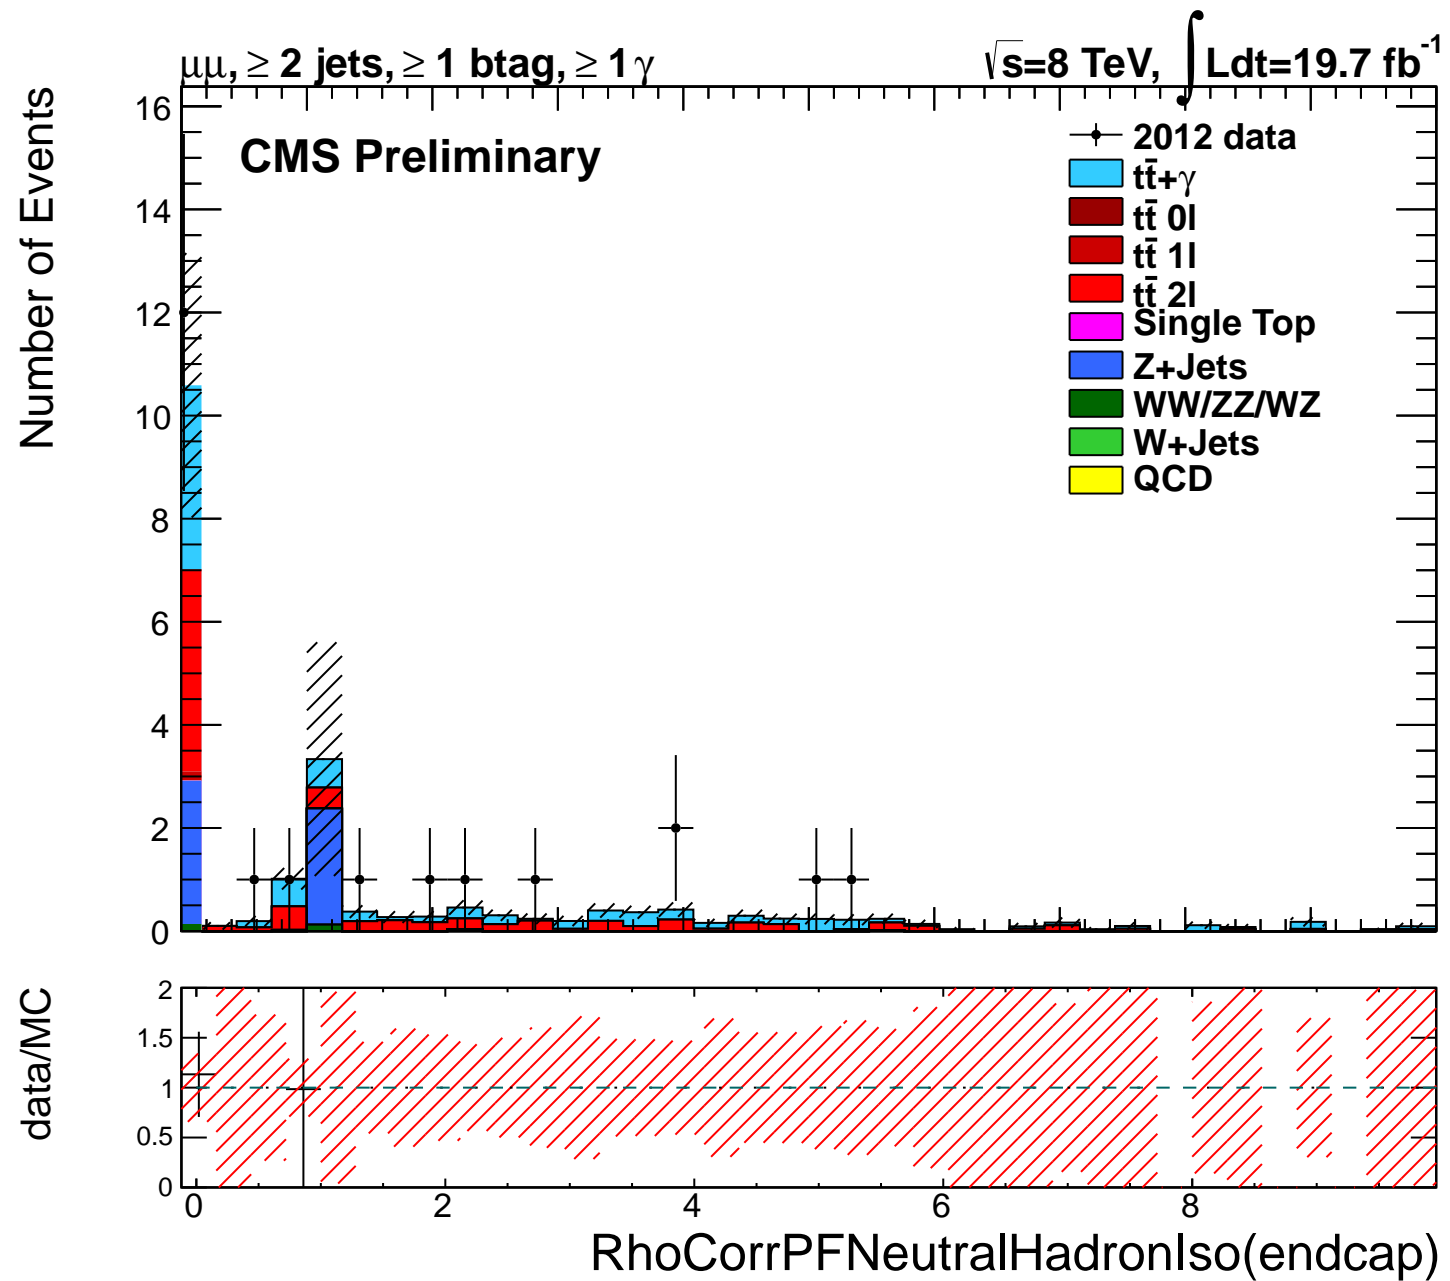 μμ, ≥ 2 jets, ≥ 1 btag, ≥ 1 γ
√s=8 TeV, ∫ Ldt=19.7 fb⁻¹
CMS Preliminary
2012 data
tt̄+γ
tt̄ 0l
tt̄ 1l
tt̄ 2l
Single Top
Z+Jets
WW/ZZ/WZ
W+Jets
QCD
Number of Events
16
14
12
10
8
6
4
2
0
data/MC
2
1.5
1
0.5
0
0 2 4 6 8
RhoCorrPFNeutralHadronIso(endcap)